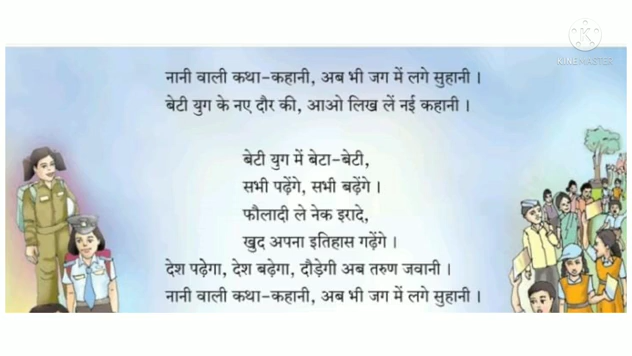 KINEMASTER
नानी वाली कथा-कहानी, अब भी जग में लगे सुहानी ।
बेटी युग के नए दौर की, आओ लिख लें नई कहानी ।
बेटी युग में बेटा-बेटी,
सभी पढ़ेंगे, सभी बढ़ेंगे ।
फौलादी ले नेक इरादे,
खुद अपना इतिहास गढ़ेंगे ।
देश पढ़ेगा, देश बढ़ेगा, दौड़ेगी अब तरुण जवानी ।
नानी वाली कथा-कहानी, अब भी जग में लगे सुहानी ।